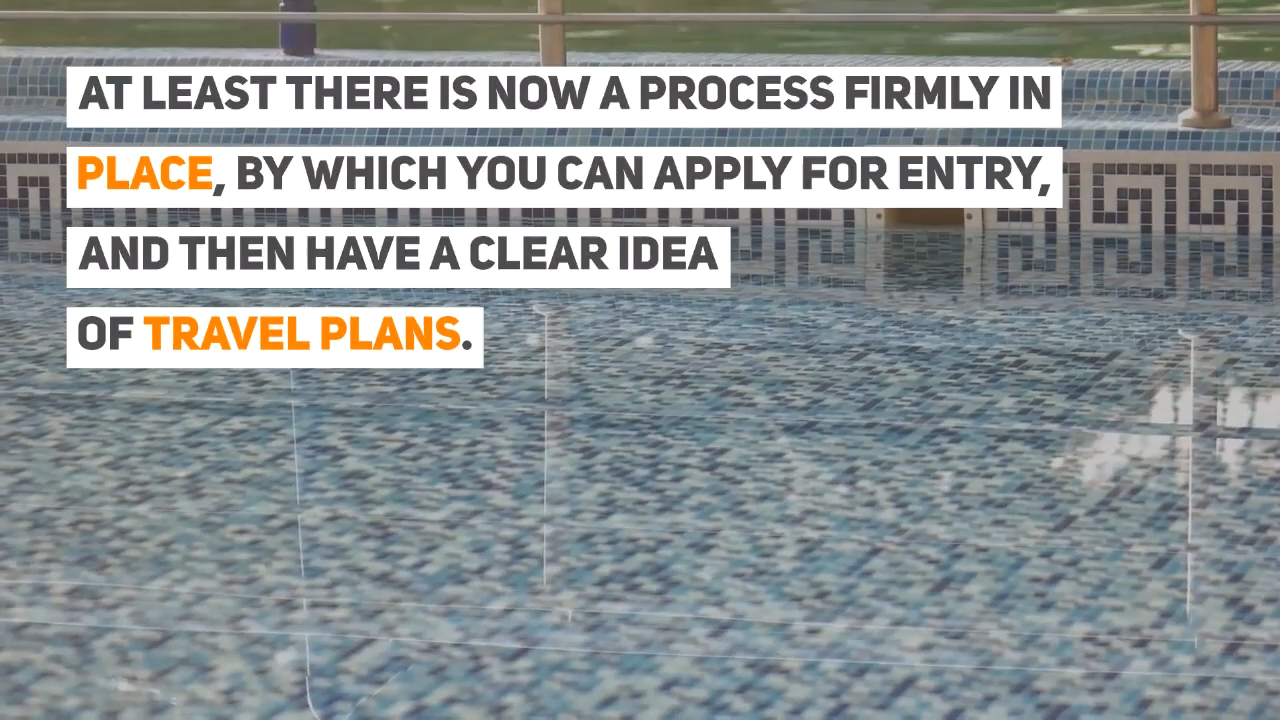 AT LEAST THERE IS NOW A PROCESS FIRMLY IN
PLACE, BY WHICH YOU CAN APPLY FOR ENTRY,
AND THEN HAVE A CLEAR IDEA
OF TRAVEL PLANS.